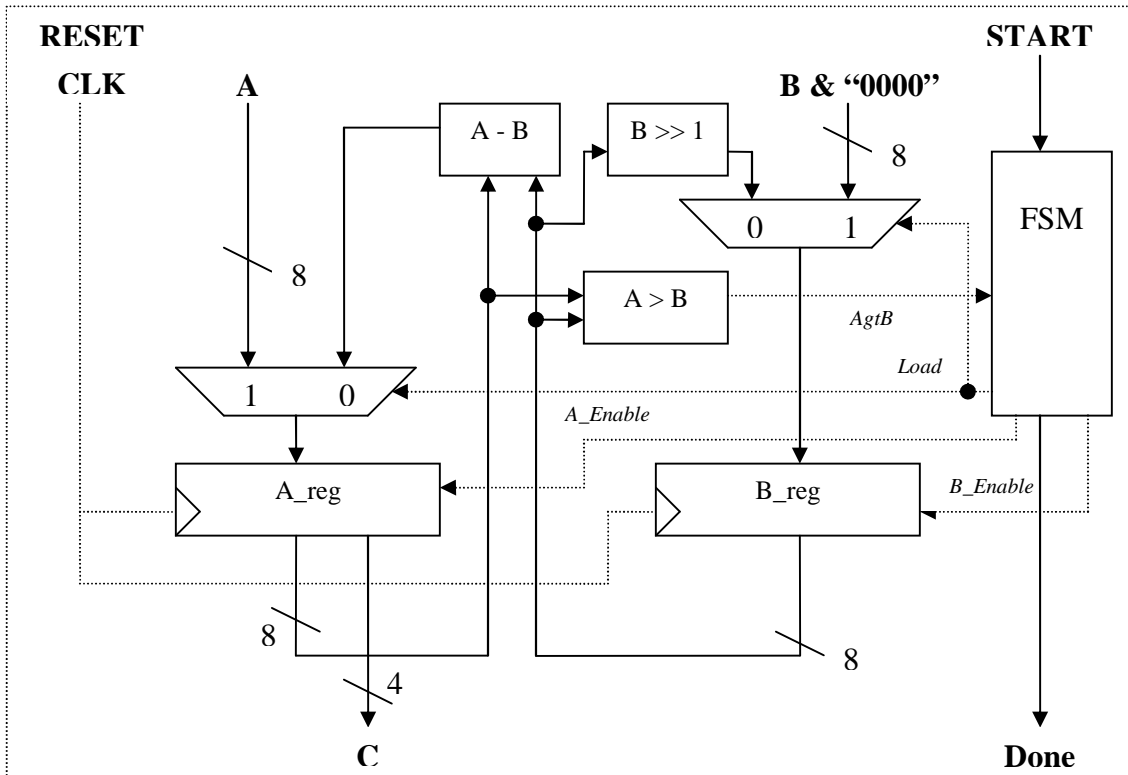 RESET
START
CLK
A
B & “0000”
A - B
B >> 1
8
FSM
0 1
8
A > B
AgtB
Load
1 0
A_Enable
A_reg
B_reg
B_Enable
8
8
4
C
Done